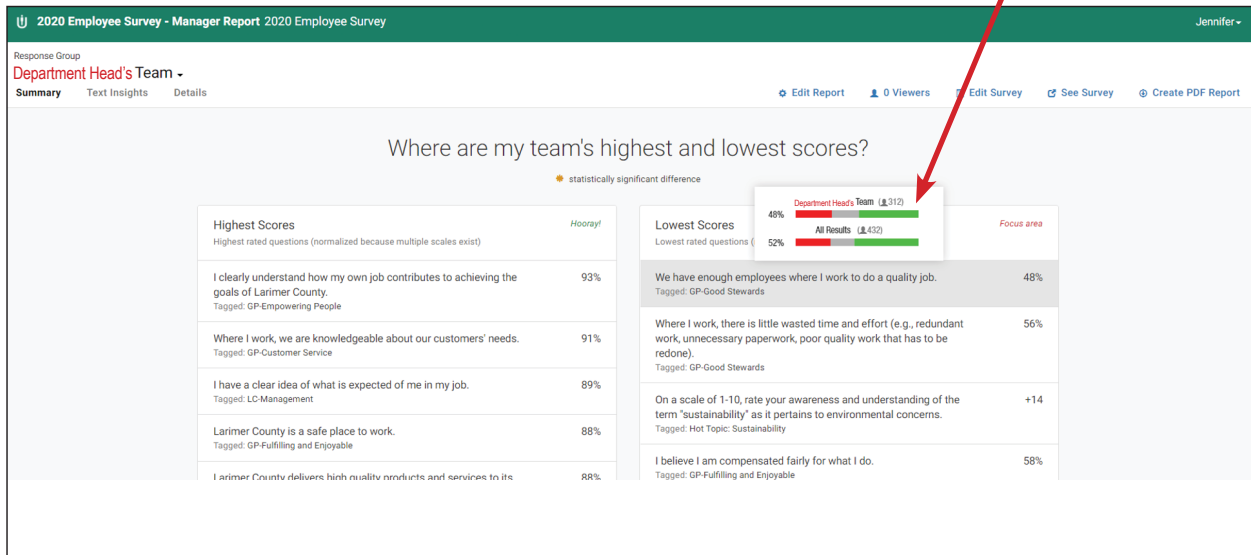 2020 Employee Survey - Manager Report 2020 Employee Survey
Jennifer
Response Group
Department Head's Team
Summary Text Insights Details
Edit Report 0 Viewers Edit Survey See Survey Create PDF Report
Where are my team's highest and lowest scores?
statistically significant difference
Highest Scores
Hooray!
Highest rated questions (normalized because multiple scales exist)
I clearly understand how my own job contributes to achieving the
goals of Larimer County.
93%
Tagged: GP-Empowering People
Where I work, we are knowledgeable about our customers' needs.
91%
Tagged: GP-Customer Service
I have a clear idea of what is expected of me in my job.
89%
Tagged: LC-Management
Larimer County is a safe place to work.
88%
Tagged: GP-Fulfilling and Enjoyable
Larimer County delivers high quality products and services to its
88%
Department Head's Team (312)
48%
All Results (432)
52%
Lowest Scores
Focus area
Lowest rated questions (
We have enough employees where I work to do a quality job.
48%
Tagged: GP-Good Stewards
Where I work, there is little wasted time and effort (e.g., redundant
work, unnecessary paperwork, poor quality work that has to be
redone).
56%
Tagged: GP-Good Stewards
On a scale of 1-10, rate your awareness and understanding of the
term "sustainability" as it pertains to environmental concerns.
+14
Tagged: Hot Topic: Sustainability
I believe I am compensated fairly for what I do.
58%
Tagged: GP-Fulfilling and Enjoyable